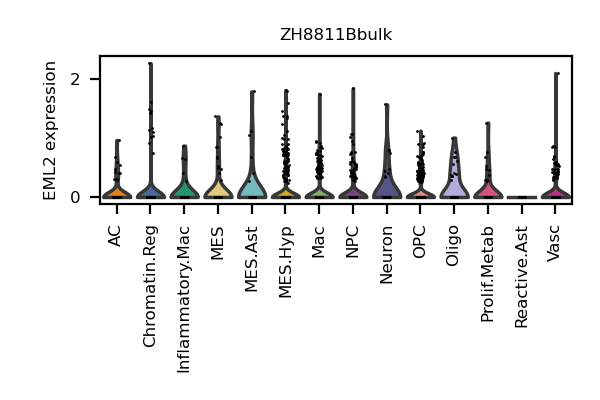 ZH8811Bbulk
EML2 expression
2
0
AC
Chromatin.Reg
Inflammatory.Mac
MES
MES.Ast
MES.Hyp
Mac
NPC
Neuron
OPC
Oligo
Prolif.Metab
Reactive.Ast
Vasc